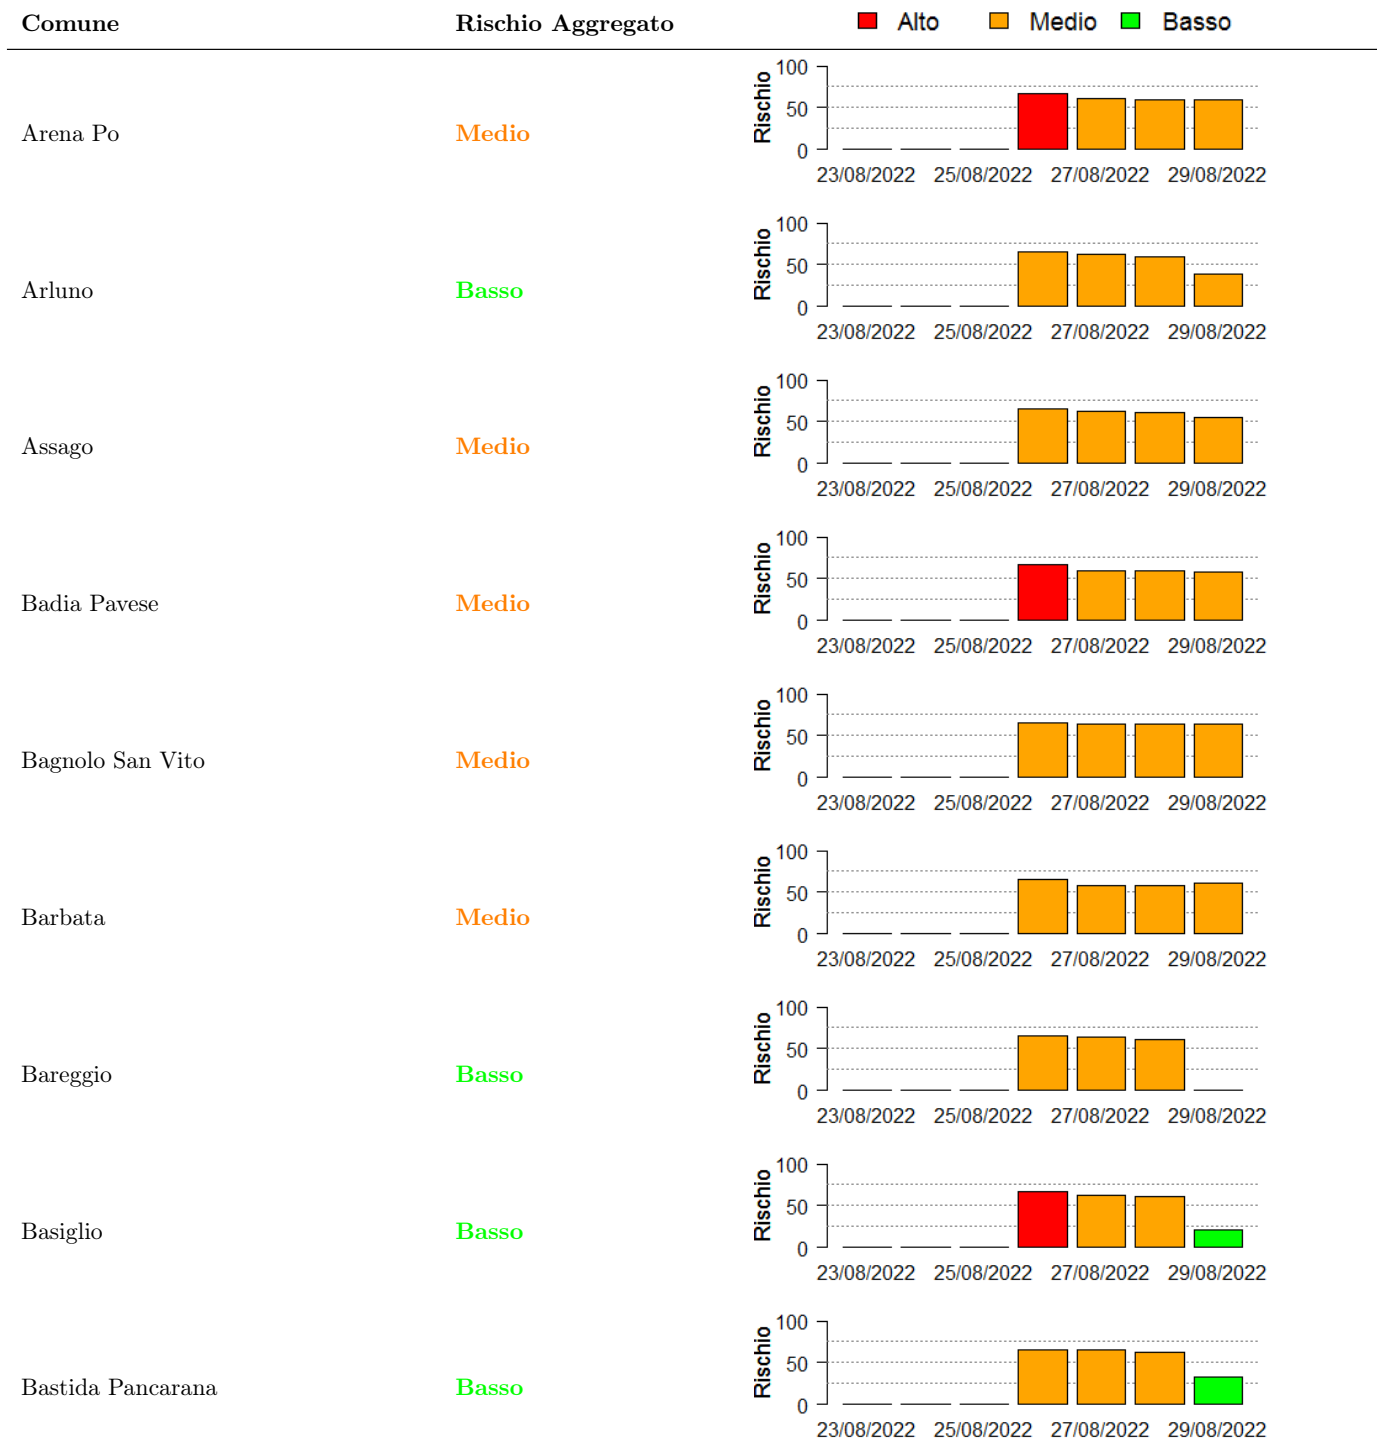 Comune Rischio Aggregato Alto Medio Basso
100
50
0
Rischio
Arena Po Medio
23/08/2022 25/08/2022 27/08/2022 29/08/2022
100
50
0
Rischio
Arluno Basso
23/08/2022 25/08/2022 27/08/2022 29/08/2022
100
50
0
Rischio
Assago Medio
23/08/2022 25/08/2022 27/08/2022 29/08/2022
100
50
0
Rischio
Badia Pavese Medio
23/08/2022 25/08/2022 27/08/2022 29/08/2022
100
50
0
Rischio
Bagnolo San Vito Medio
23/08/2022 25/08/2022 27/08/2022 29/08/2022
100
50
0
Rischio
Barbata Medio
23/08/2022 25/08/2022 27/08/2022 29/08/2022
100
50
0
Rischio
Bareggio Basso
23/08/2022 25/08/2022 27/08/2022 29/08/2022
100
50
0
Rischio
Basiglio Basso
23/08/2022 25/08/2022 27/08/2022 29/08/2022
100
50
0
Rischio
Bastida Pancarana Basso
23/08/2022 25/08/2022 27/08/2022 29/08/2022